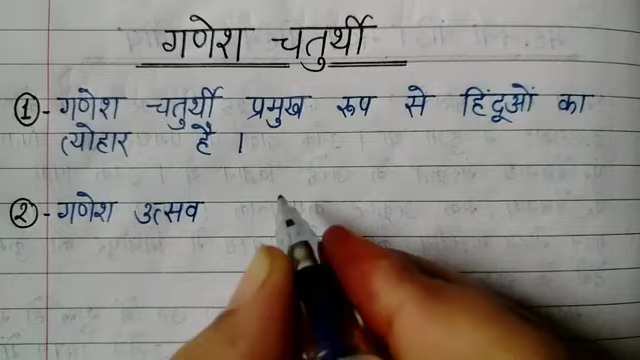 गणेश चतुर्थी
① - गणेश चतुर्थी प्रमुख रूप से हिंदूओं का
त्योहार है ।
② - गणेश उत्सव